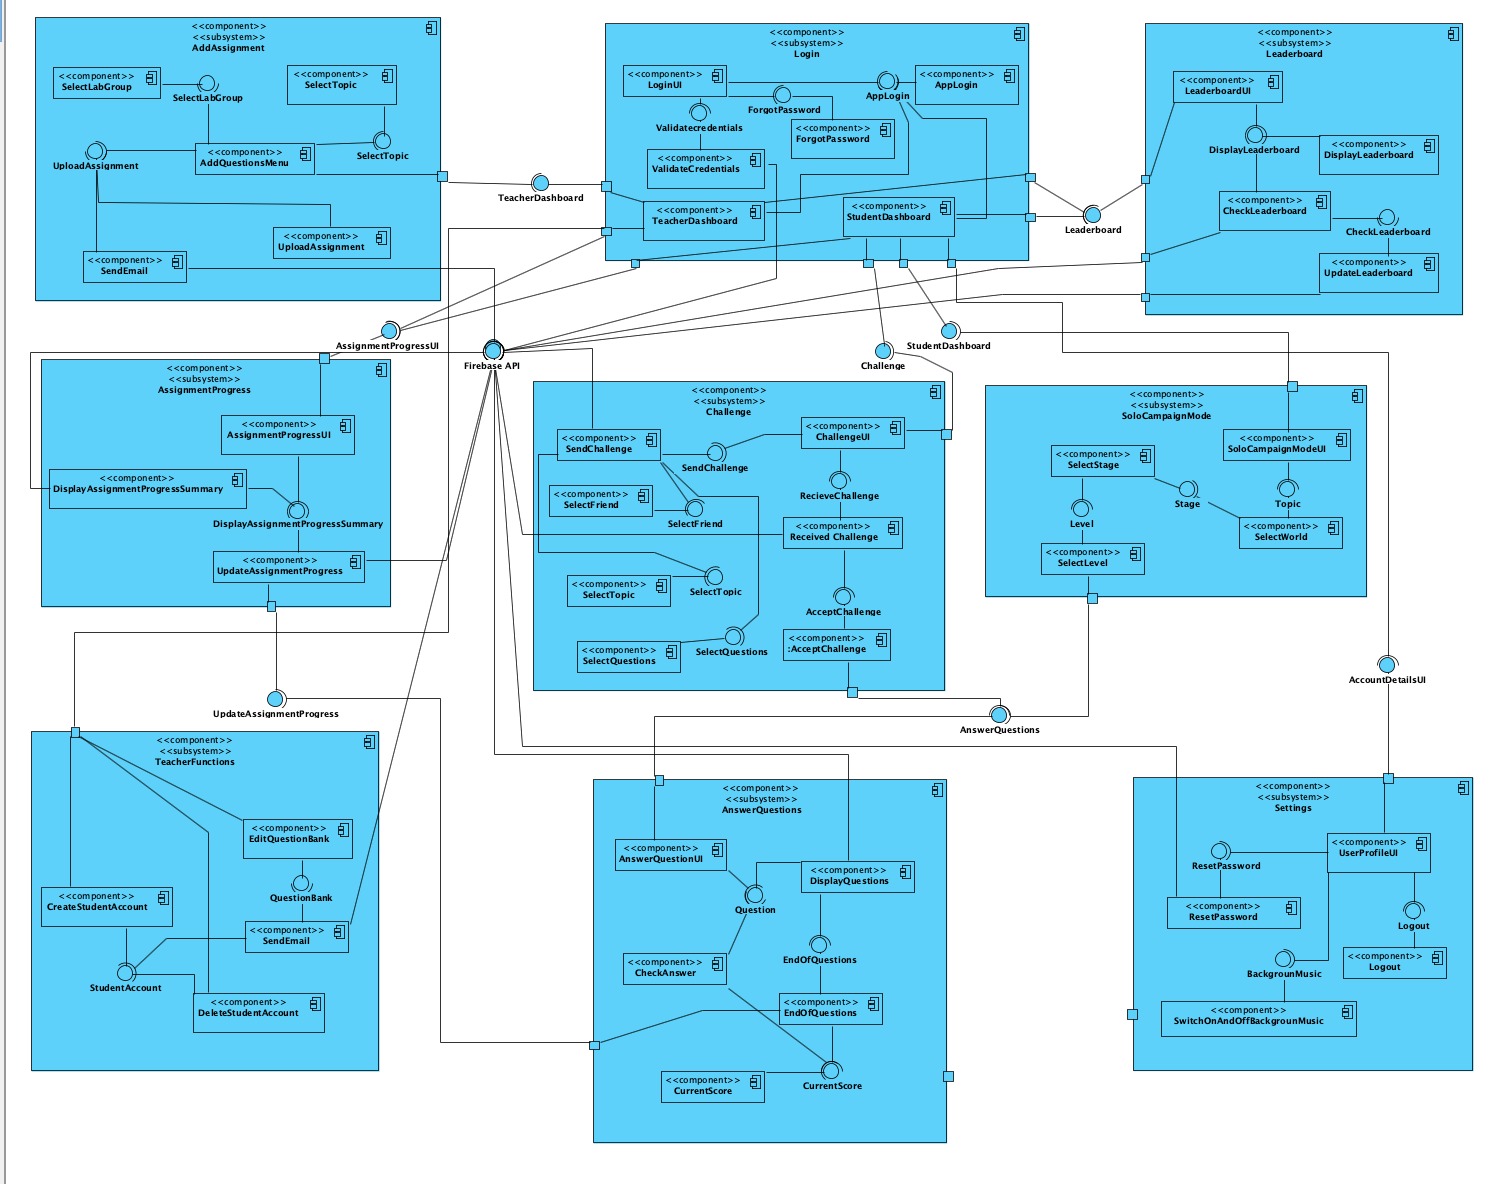 <<component>>
<<subsystem>>
AddAssignment
<<component>>
SelectLabGroup
SelectLabGroup
<<component>>
SelectTopic
SelectTopic
UploadAssignment
<<component>>
AddQuestionsMenu
<<component>>
UploadAssignment
<<component>>
SendEmail
TeacherDashboard
<<component>>
<<subsystem>>
Login
<<component>>
LoginUI
ForgotPassword
AppLogin
<<component>>
AppLogin
Validatecredentials
<<component>>
ForgotPassword
<<component>>
ValidateCredentials
<<component>>
TeacherDashboard
<<component>>
StudentDashboard
Leaderboard
<<component>>
<<subsystem>>
Leaderboard
<<component>>
LeaderboardUI
DisplayLeaderboard
<<component>>
DisplayLeaderboard
<<component>>
CheckLeaderboard
CheckLeaderboard
<<component>>
UpdateLeaderboard
AssignmentProgressUI
Firebase API
Challenge
StudentDashboard
<<component>>
<<subsystem>>
AssignmentProgress
<<component>>
AssignmentProgressUI
<<component>>
DisplayAssignmentProgressSummary
DisplayAssignmentProgressSummary
<<component>>
UpdateAssignmentProgress
UpdateAssignmentProgress
<<component>>
<<subsystem>>
Challenge
<<component>>
SendChallenge
SendChallenge
<<component>>
ChallengeUI
<<component>>
SelectFriend
SelectFriend
RecieveChallenge
<<component>>
Received Challenge
<<component>>
SelectTopic
SelectTopic
AcceptChallenge
<<component>>
SelectQuestions
SelectQuestions
<<component>>
:AcceptChallenge
<<component>>
<<subsystem>>
SoloCampaignMode
<<component>>
SelectStage
<<component>>
SoloCampaignModeUI
Stage
Topic
Level
<<component>>
SelectWorld
<<component>>
SelectLevel
AccountDetailsUI
AnswerQuestions
<<component>>
<<subsystem>>
TeacherFunctions
<<component>>
EditQuestionBank
QuestionBank
<<component>>
CreateStudentAccount
<<component>>
SendEmail
StudentAccount
<<component>>
DeleteStudentAccount
<<component>>
<<subsystem>>
AnswerQuestions
<<component>>
AnswerQuestionUI
<<component>>
DisplayQuestions
Question
EndOfQuestions
<<component>>
CheckAnswer
<<component>>
EndOfQuestions
<<component>>
CurrentScore
CurrentScore
<<component>>
<<subsystem>>
Settings
<<component>>
UserProfileUI
ResetPassword
<<component>>
ResetPassword
Logout
<<component>>
Logout
BackgrounMusic
<<component>>
SwitchOnAndOffBackgrounMusic